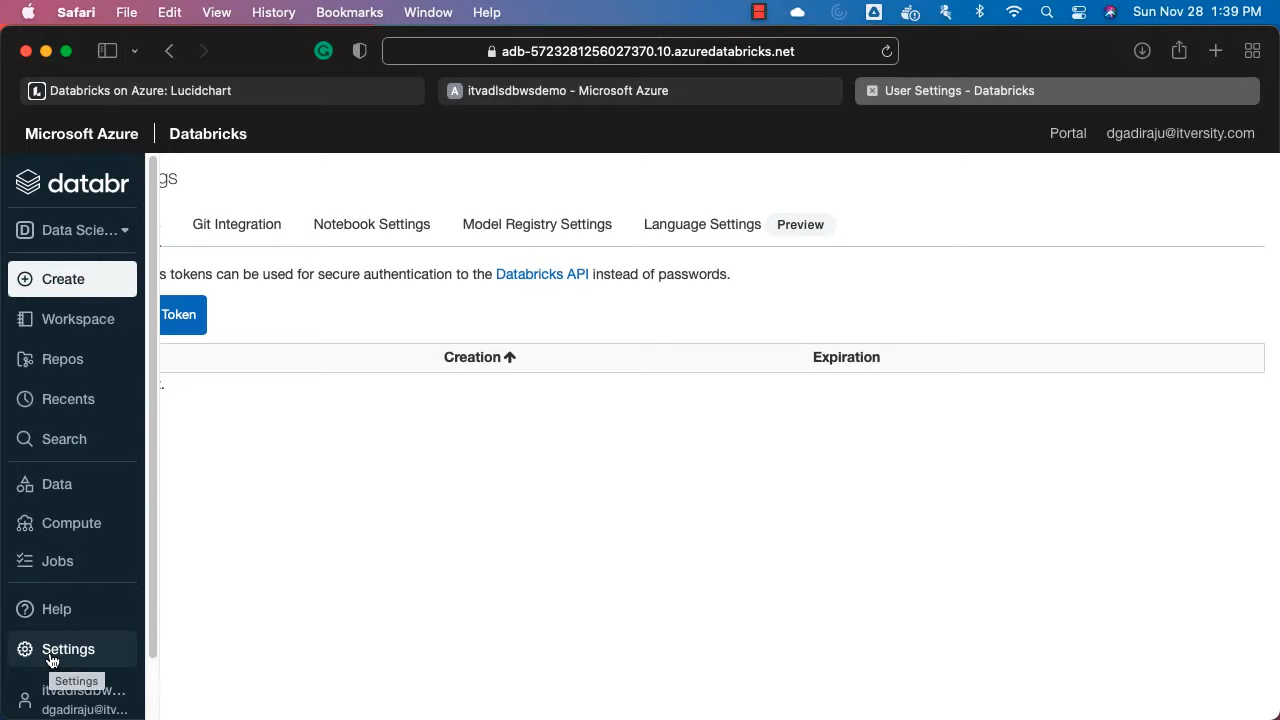 Safari File Edit View History Bookmarks Window Help Sun Nov 28 1:39 PM
adb-5723281256027370.10.azuredatabricks.net
Databricks on Azure: Lucidchart
itvadlsdbwsdemo - Microsoft Azure
User Settings - Databricks
Microsoft Azure Databricks
Portal dgadiraju@itversity.com
databr
gs
Data Scie...
Git Integration Notebook Settings Model Registry Settings Language Settings Preview
s tokens can be used for secure authentication to the Databricks API instead of passwords.
Create
Token
Workspace
Creation Expiration
Repos
Recents
Search
Data
Compute
Jobs
Help
Settings
Settings
itvadlsdbw...
dgadiraju@itv...